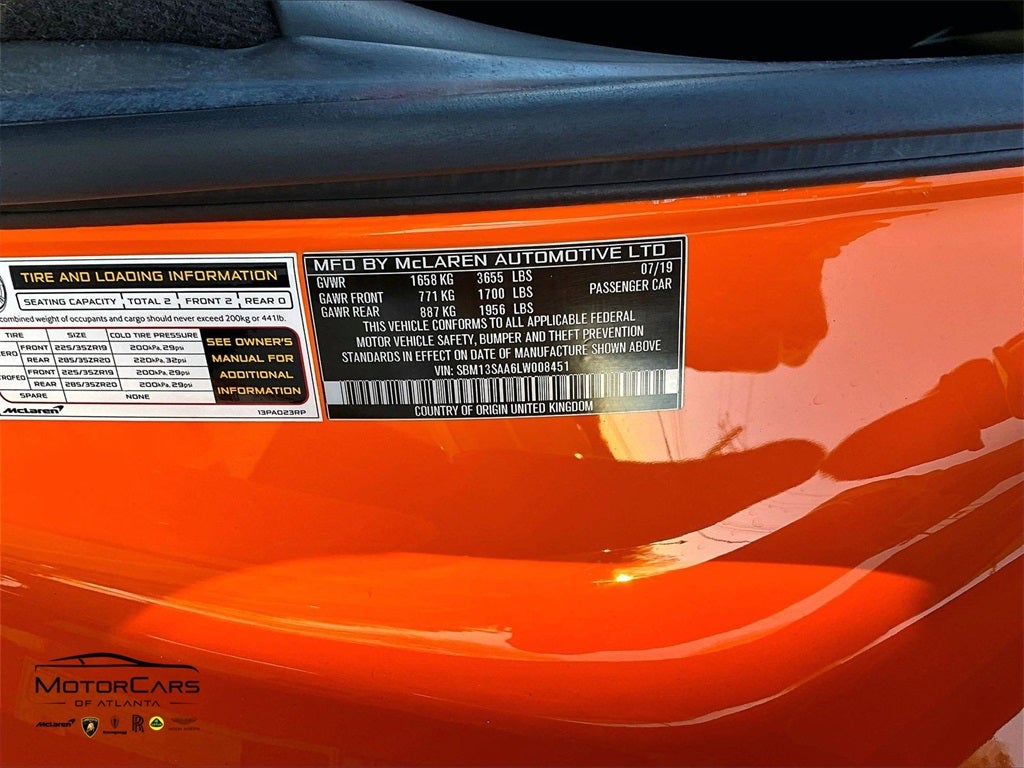 TIRE AND LOADING INFORMATION
SEATING CAPACITY TOTAL 2 FRONT 2 REAR 0
combined weight of occupants and cargo should never exceed 200kg or 441lb.
TIRE SIZE COLD TIRE PRESSURE
FRONT 225/35ZR19 200kPa, 29psi
REAR 285/35ZR20 220kPa, 32psi
FRONT 225/35ZR19 200kPa, 29psi
REAR 285/35ZR20 200kPa, 29psi
SPARE NONE
SEE OWNER'S
MANUAL FOR
ADDITIONAL
INFORMATION
McLaren 13PA023RP
MFD BY McLAREN AUTOMOTIVE LTD
07/19
GVWR 1658 KG 3655 LBS
PASSENGER CAR
GAWR FRONT 771 KG 1700 LBS
GAWR REAR 887 KG 1956 LBS
THIS VEHICLE CONFORMS TO ALL APPLICABLE FEDERAL
MOTOR VEHICLE SAFETY, BUMPER AND THEFT PREVENTION
STANDARDS IN EFFECT ON DATE OF MANUFACTURE SHOWN ABOVE
VIN: SBM13SAA6LW008451
COUNTRY OF ORIGIN UNITED KINGDOM
MOTORCARS
OF ATLANTA
McLaren